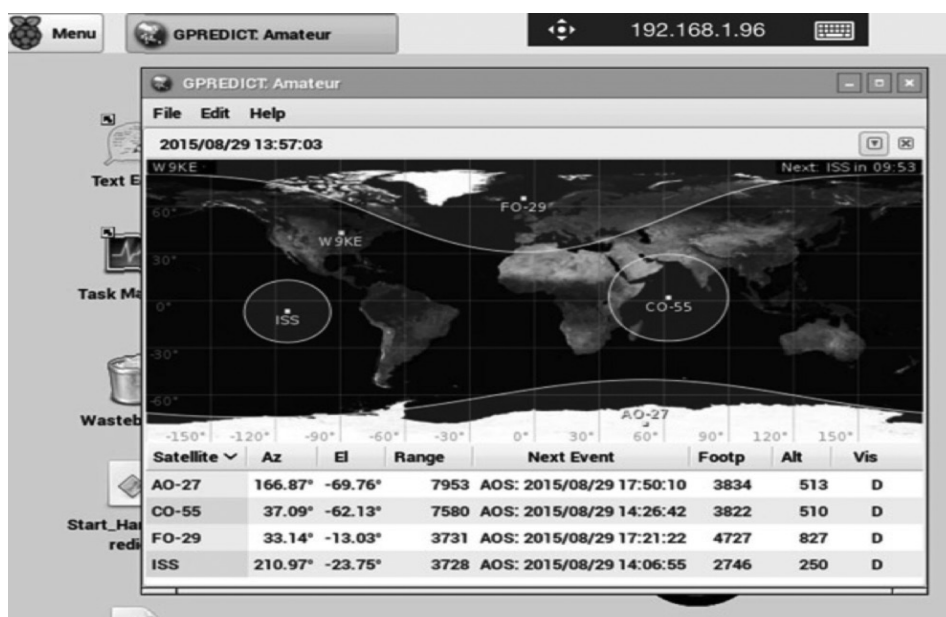 Menu GPREDICT: Amateur 192.168.1.96
GPREDICT: Amateur
File Edit Help
2015/08/29 13:57:03
W9KE Next: ISS in 09:53
Text E
60°
FO-29
W9KE
30°
Task Ma
0°
ISS
CO-55
-30°
-60°
Wasteb
AO-27
-150° -120° -90° -60° -30° 0° 30° 60° 90° 120° 150°
Satellite Az El Range Next Event Footp Alt Vis
AO-27 166.87° -69.76° 7953 AOS: 2015/08/29 17:50:10 3834 513 D
CO-55 37.09° -62.13° 7580 AOS: 2015/08/29 14:26:42 3822 510 D
Start_Ha
FO-29 33.14° -13.03° 3731 AOS: 2015/08/29 17:21:22 4727 827 D
redi
ISS 210.97° -23.75° 3728 AOS: 2015/08/29 14:06:55 2746 250 D